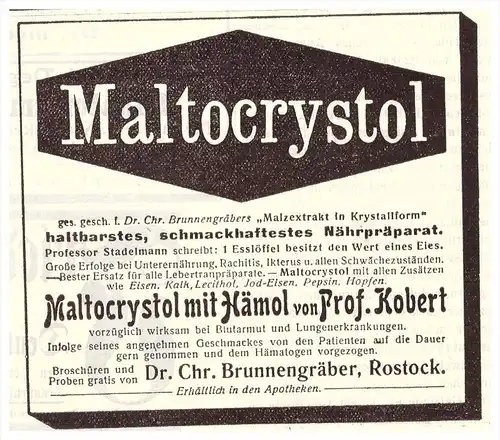 Maltocrystol
ges. gesch. f. Dr. Chr. Brunnengräbers „Malzextrakt in Krystallform"
haltbarstes, schmackhaftestes Nährpräparat.
Professor Stadelmann schreibt: 1 Esslöffel besitzt den Wert eines Eies.
Große Erfolge bei Unterernährung, Rachitis, Ikterus u. allen Schwächezuständen.
—Bester Ersatz für alle Lebertranpräparate. — Maltocrystol mit allen Zusätzen
wie Eisen, Kalk, Lecithol, Jod-Eisen, Pepsin, Hopfen.
Maltocrystol mit Hämol von Prof. Kobert
vorzüglich wirksam bei Blutarmut und Lungenerkrankungen.
Infolge seines angenehmen Geschmackes von den Patienten auf die Dauer
gern genommen und dem Hämatogen vorgezogen.
Broschüren und
Proben gratis von Dr. Chr. Brunnengräber, Rostock.
— Erhältlich in den Apotheken. —